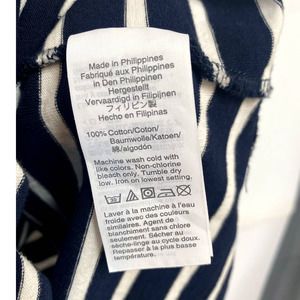 Made in Philippines
Fabriqué aux Philippines
in Den Philippinen
Hergestellt
Vervaardigd in Filipijnen
フィリピン製
Hecho en Filipinas
100% Cotton/Coton/
Baumwolle/Katoen/
綿/algodón
Machine wash cold with
like colors. Non-chlorine
bleach only. Tumble dry
low. Iron on lowest setting.
Laver à la machine à l'eau
froide avec des couleurs
similaires. Agent de
blanchiment sans chlore
seulement. Sécher au
sèche-linge au cycle doux.
Repasser à la plus basse
température.